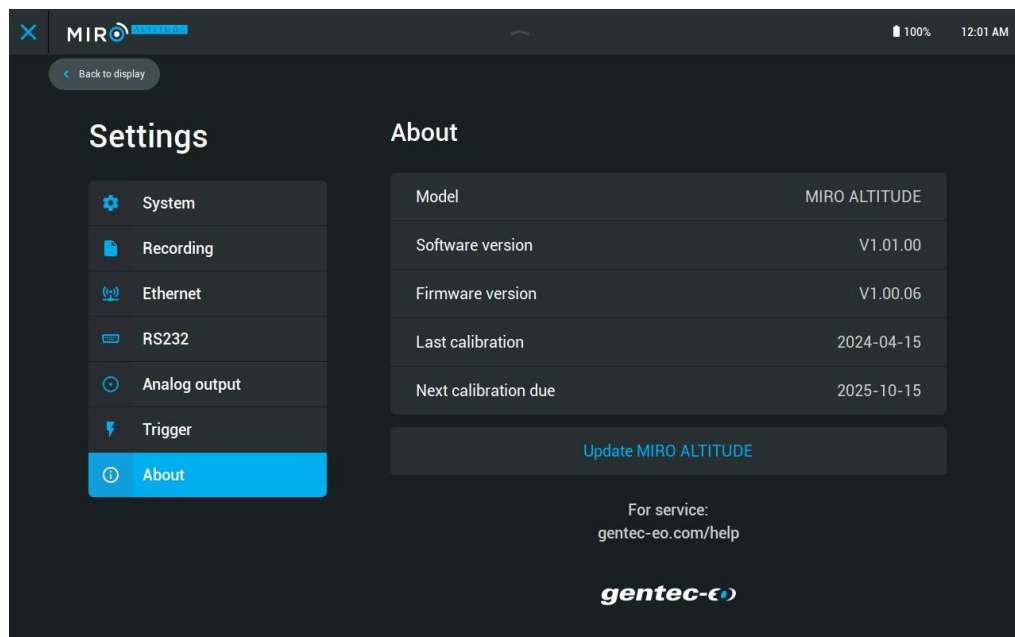 MIRO ALTITUDE
100%
12:01 AM
Back to display
Settings
System
Recording
Ethernet
RS232
Analog output
Trigger
About
About
Model MIRO ALTITUDE
Software version V1.01.00
Firmware version V1.00.06
Last calibration 2024-04-15
Next calibration due 2025-10-15
Update MIRO ALTITUDE
For service:
gentec-eo.com/help
gentec-eo